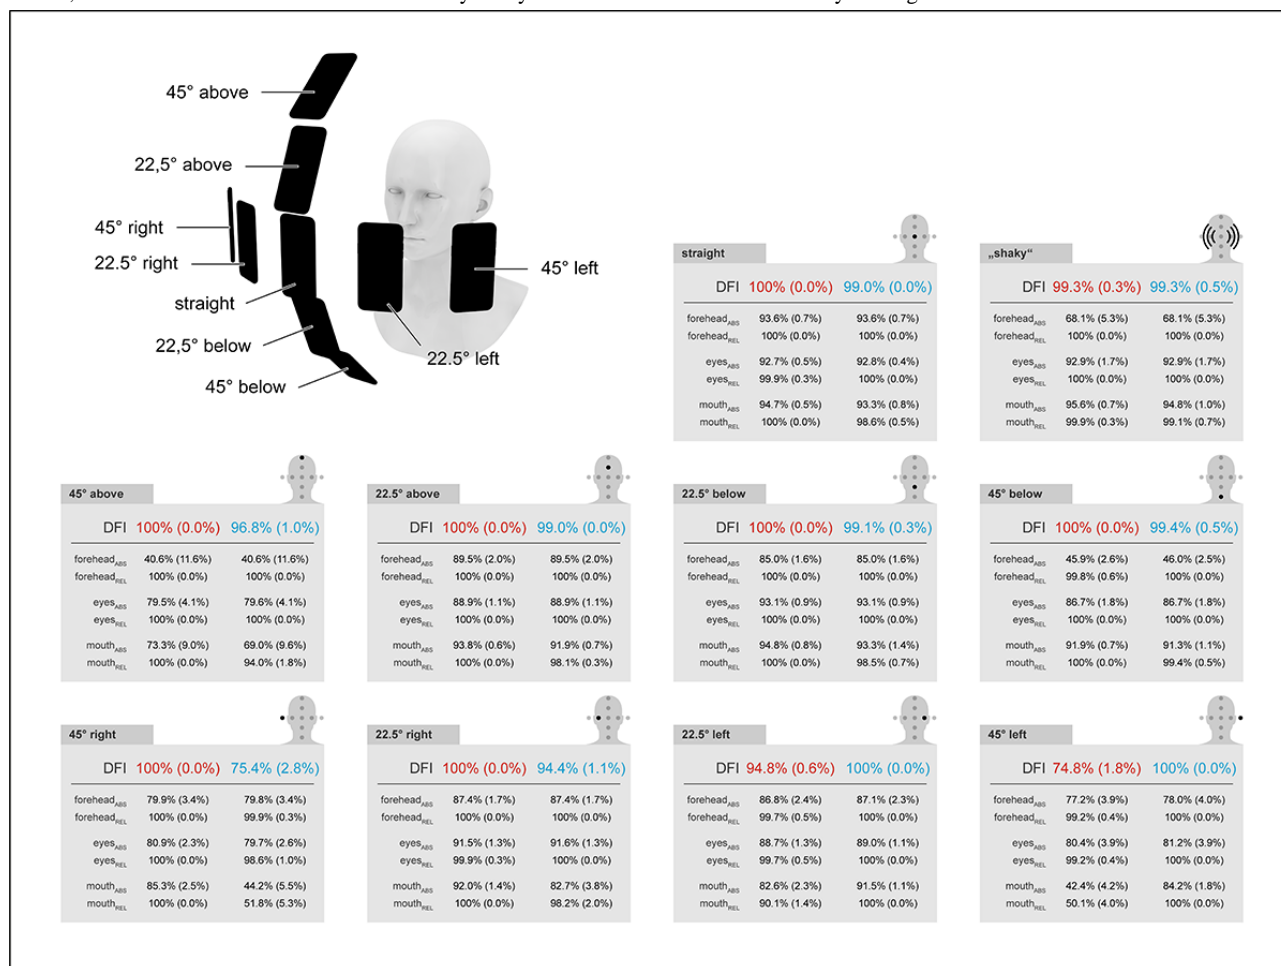 45° above
22,5° above
45° right
22.5° right
straight
22,5° below
45° below
45° left
22.5° left
straight
DFI 100% (0.0%) 99.0% (0.0%)
foreheadABS 93.6% (0.7%) 93.6% (0.7%)
foreheadREL 100% (0.0%) 100% (0.0%)
eyesABS 92.7% (0.5%) 92.8% (0.4%)
eyesREL 99.9% (0.3%) 100% (0.0%)
mouthABS 94.7% (0.5%) 93.3% (0.8%)
mouthREL 100% (0.0%) 98.6% (0.5%)
„shaky“
DFI 99.3% (0.3%) 99.3% (0.5%)
foreheadABS 68.1% (5.3%) 68.1% (5.3%)
foreheadREL 100% (0.0%) 100% (0.0%)
eyesABS 92.9% (1.7%) 92.9% (1.7%)
eyesREL 100% (0.0%) 100% (0.0%)
mouthABS 95.6% (0.7%) 94.8% (1.0%)
mouthREL 99.9% (0.3%) 99.1% (0.7%)
45° above
DFI 100% (0.0%) 96.8% (1.0%)
foreheadABS 40.6% (11.6%) 40.6% (11.6%)
foreheadREL 100% (0.0%) 100% (0.0%)
eyesABS 79.5% (4.1%) 79.6% (4.1%)
eyesREL 100% (0.0%) 100% (0.0%)
mouthABS 73.3% (9.0%) 69.0% (9.6%)
mouthREL 100% (0.0%) 94.0% (1.8%)
22.5° above
DFI 100% (0.0%) 99.0% (0.0%)
foreheadABS 89.5% (2.0%) 89.5% (2.0%)
foreheadREL 100% (0.0%) 100% (0.0%)
eyesABS 88.9% (1.1%) 88.9% (1.1%)
eyesREL 100% (0.0%) 100% (0.0%)
mouthABS 93.8% (0.6%) 91.9% (0.7%)
mouthREL 100% (0.0%) 98.1% (0.3%)
22.5° below
DFI 100% (0.0%) 99.1% (0.3%)
foreheadABS 85.0% (1.6%) 85.0% (1.6%)
foreheadREL 100% (0.0%) 100% (0.0%)
eyesABS 93.1% (0.9%) 93.1% (0.9%)
eyesREL 100% (0.0%) 100% (0.0%)
mouthABS 94.8% (0.8%) 93.3% (1.4%)
mouthREL 100% (0.0%) 98.5% (0.7%)
45° below
DFI 100% (0.0%) 99.4% (0.5%)
foreheadABS 45.9% (2.6%) 46.0% (2.5%)
foreheadREL 99.8% (0.6%) 100% (0.0%)
eyesABS 86.7% (1.8%) 86.7% (1.8%)
eyesREL 100% (0.0%) 100% (0.0%)
mouthABS 91.9% (0.7%) 91.3% (1.1%)
mouthREL 100% (0.0%) 99.4% (0.5%)
45° right
DFI 100% (0.0%) 75.4% (2.8%)
foreheadABS 79.9% (3.4%) 79.8% (3.4%)
foreheadREL 100% (0.0%) 99.9% (0.3%)
eyesABS 80.9% (2.3%) 79.7% (2.6%)
eyesREL 100% (0.0%) 98.6% (1.0%)
mouthABS 85.3% (2.5%) 44.2% (5.5%)
mouthREL 100% (0.0%) 51.8% (5.3%)
22.5° right
DFI 100% (0.0%) 94.4% (1.1%)
foreheadABS 87.4% (1.7%) 87.4% (1.7%)
foreheadREL 100% (0.0%) 100% (0.0%)
eyesABS 91.5% (1.3%) 91.6% (1.3%)
eyesREL 99.9% (0.3%) 100% (0.0%)
mouthABS 92.0% (1.4%) 82.7% (3.8%)
mouthREL 100% (0.0%) 98.2% (2.0%)
22.5° left
DFI 94.8% (0.6%) 100% (0.0%)
foreheadABS 86.8% (2.4%) 87.1% (2.3%)
foreheadREL 99.7% (0.5%) 100% (0.0%)
eyesABS 88.7% (1.3%) 89.0% (1.1%)
eyesREL 99.7% (0.5%) 100% (0.0%)
mouthABS 82.6% (2.3%) 91.5% (1.1%)
mouthREL 90.1% (1.4%) 100% (0.0%)
45° left
DFI 74.8% (1.8%) 100% (0.0%)
foreheadABS 77.2% (3.9%) 78.0% (4.0%)
foreheadREL 99.2% (0.4%) 100% (0.0%)
eyesABS 80.4% (3.9%) 81.2% (3.9%)
eyesREL 99.2% (0.4%) 100% (0.0%)
mouthABS 42.4% (4.2%) 84.2% (1.8%)
mouthREL 50.1% (4.0%) 100% (0.0%)